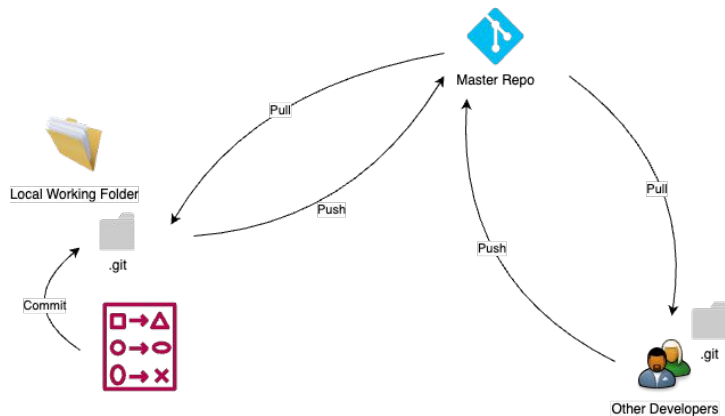 Master Repo
Pull
Local Working Folder
Pull
Push
.git
Push
Commit
.git
Other Developers